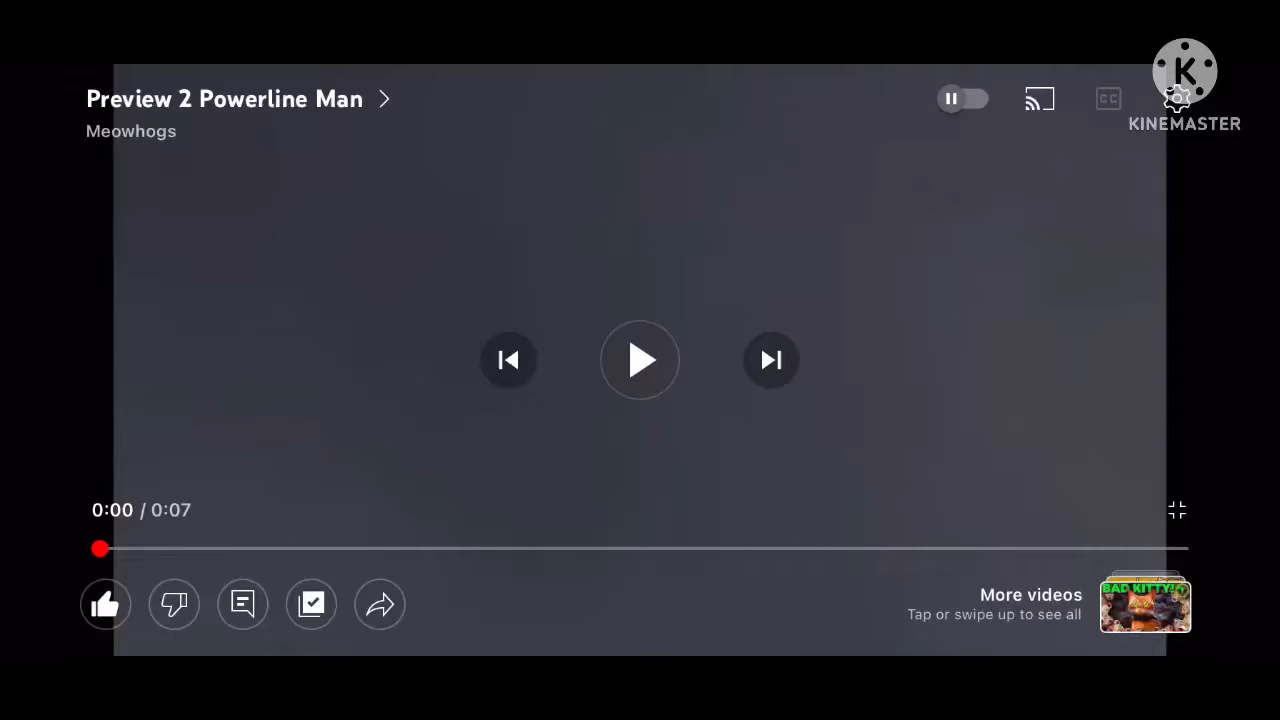 Preview 2 Powerline Man
Meowhogs
CC
K
KINEMASTER
0:00 / 0:07
More videos
Tap or swipe up to see all
BAD KITTY!